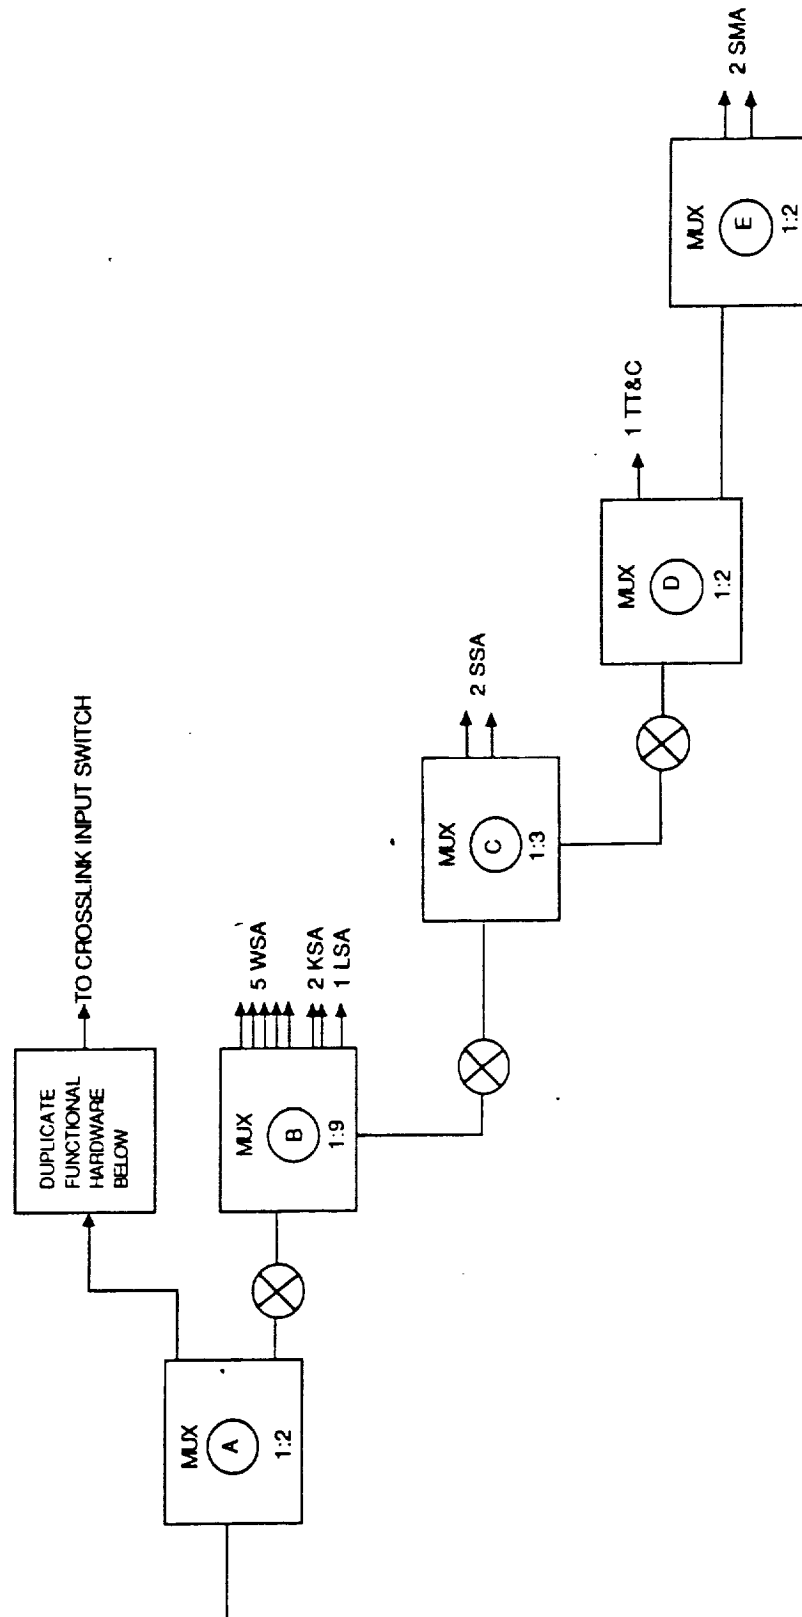 MUX
A
1:2
DUPLICATE
FUNCTIONAL
HARDWARE
BELOW
TO CROSSLINK INPUT SWITCH
MUX
B
1:9
5 WSA
2 KSA
1 LSA
MUX
C
1:3
2 SSA
MUX
D
1:2
1 TT&C
MUX
E
1:2
2 SMA